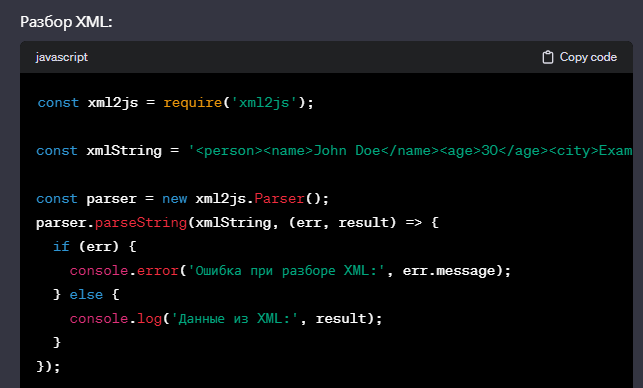 Разбор XML:
javascript Copy code
const xml2js = require('xml2js');
const xmlString = '<person><name>John Doe</name><age>30</age><city>Exam
const parser = new xml2js.Parser();
parser.parseString(xmlString, (err, result) => {
  if (err) {
    console.error('Ошибка при разборе XML:', err.message);
  } else {
    console.log('Данные из XML:', result);
  }
});